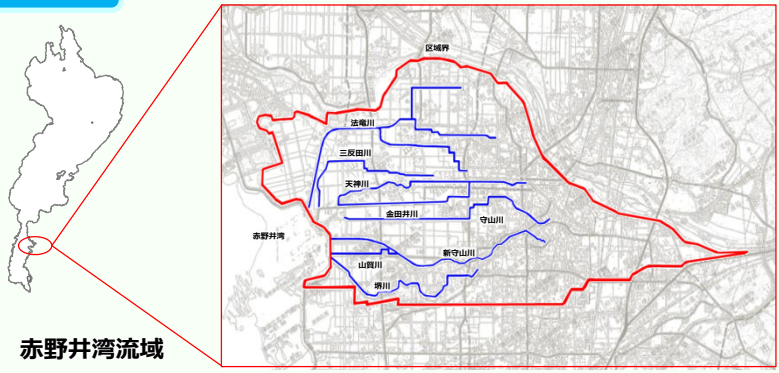 区域界
法竜川
三反田川
天神川
金田井川
守山川
赤野井湾
新守山川
山賀川
堺川
赤野井湾流域